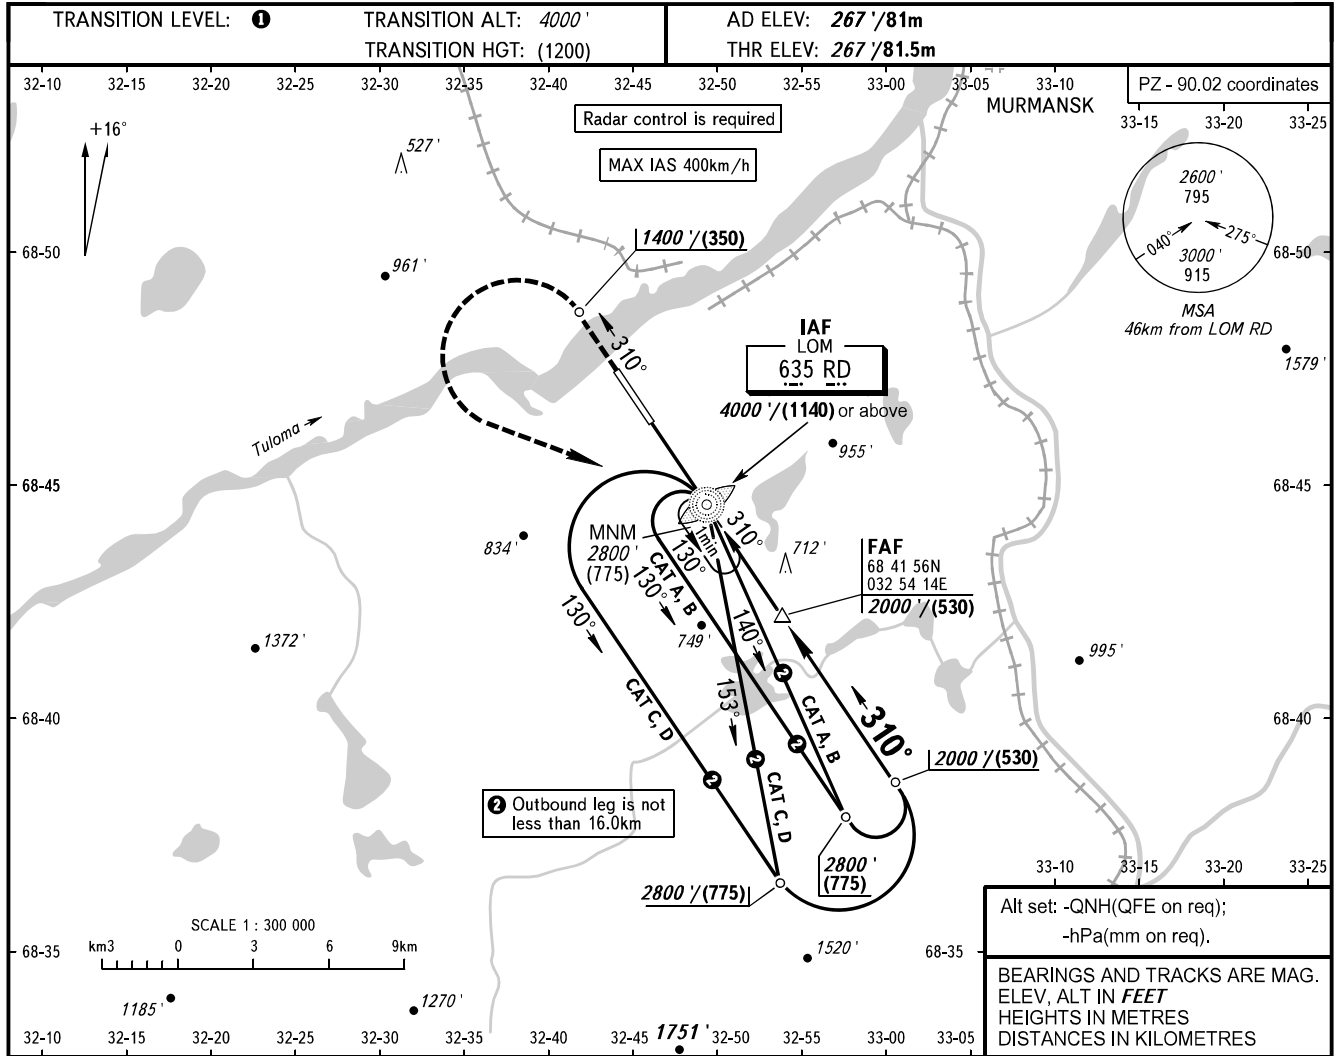 TRANSITION LEVEL: ❶
TRANSITION ALT: 4000 '
TRANSITION HGT: (1200)
AD ELEV: 267 '/81m
THR ELEV: 267 '/81.5m
32-10 32-15 32-20 32-25 32-30 32-35 32-40 32-45 32-50 32-55 33-00 33-05 33-10
PZ - 90.02 coordinates
33-15 33-20 33-25
MURMANSK
+16°
527 '
Radar control is required
MAX IAS 400km/h
2600 '
795
040°
275°
3000 '
915
MSA
46km from LOM RD
1400 '/(350)
68-50
68-50
961 '
310°
IAF
LOM
635 RD
4000 '/(1140) or above
1579 '
Tuloma
955 '
68-45
68-45
MNM
2800 '
(775)
834 '
1min
130°
310°
712 '
FAF
68 41 56N
032 54 14E
2000 '/(530)
CAT A, B
130°
130°
749 '
140°
1372 '
995 '
153°
❷
CAT C, D
CAT A, B
310°
68-40
68-40
❷
❷
❷
CAT C, D
2000 '/(530)
❷ Outbound leg is not
less than 16.0km
2800 '
(775)
2800 '/(775)
33-10 33-15 33-20 33-25
SCALE 1 : 300 000
km3 0 3 6 9km
68-35
1520 '
68-35
1185 '
1270 '
1751 '
32-10 32-15 32-20 32-25 32-30 32-35 32-40 32-45 32-50 32-55 33-00 33-05
Alt set: -QNH(QFE on req);
-hPa(mm on req).
BEARINGS AND TRACKS ARE MAG.
ELEV, ALT IN FEET
HEIGHTS IN METRES
DISTANCES IN KILOMETRES